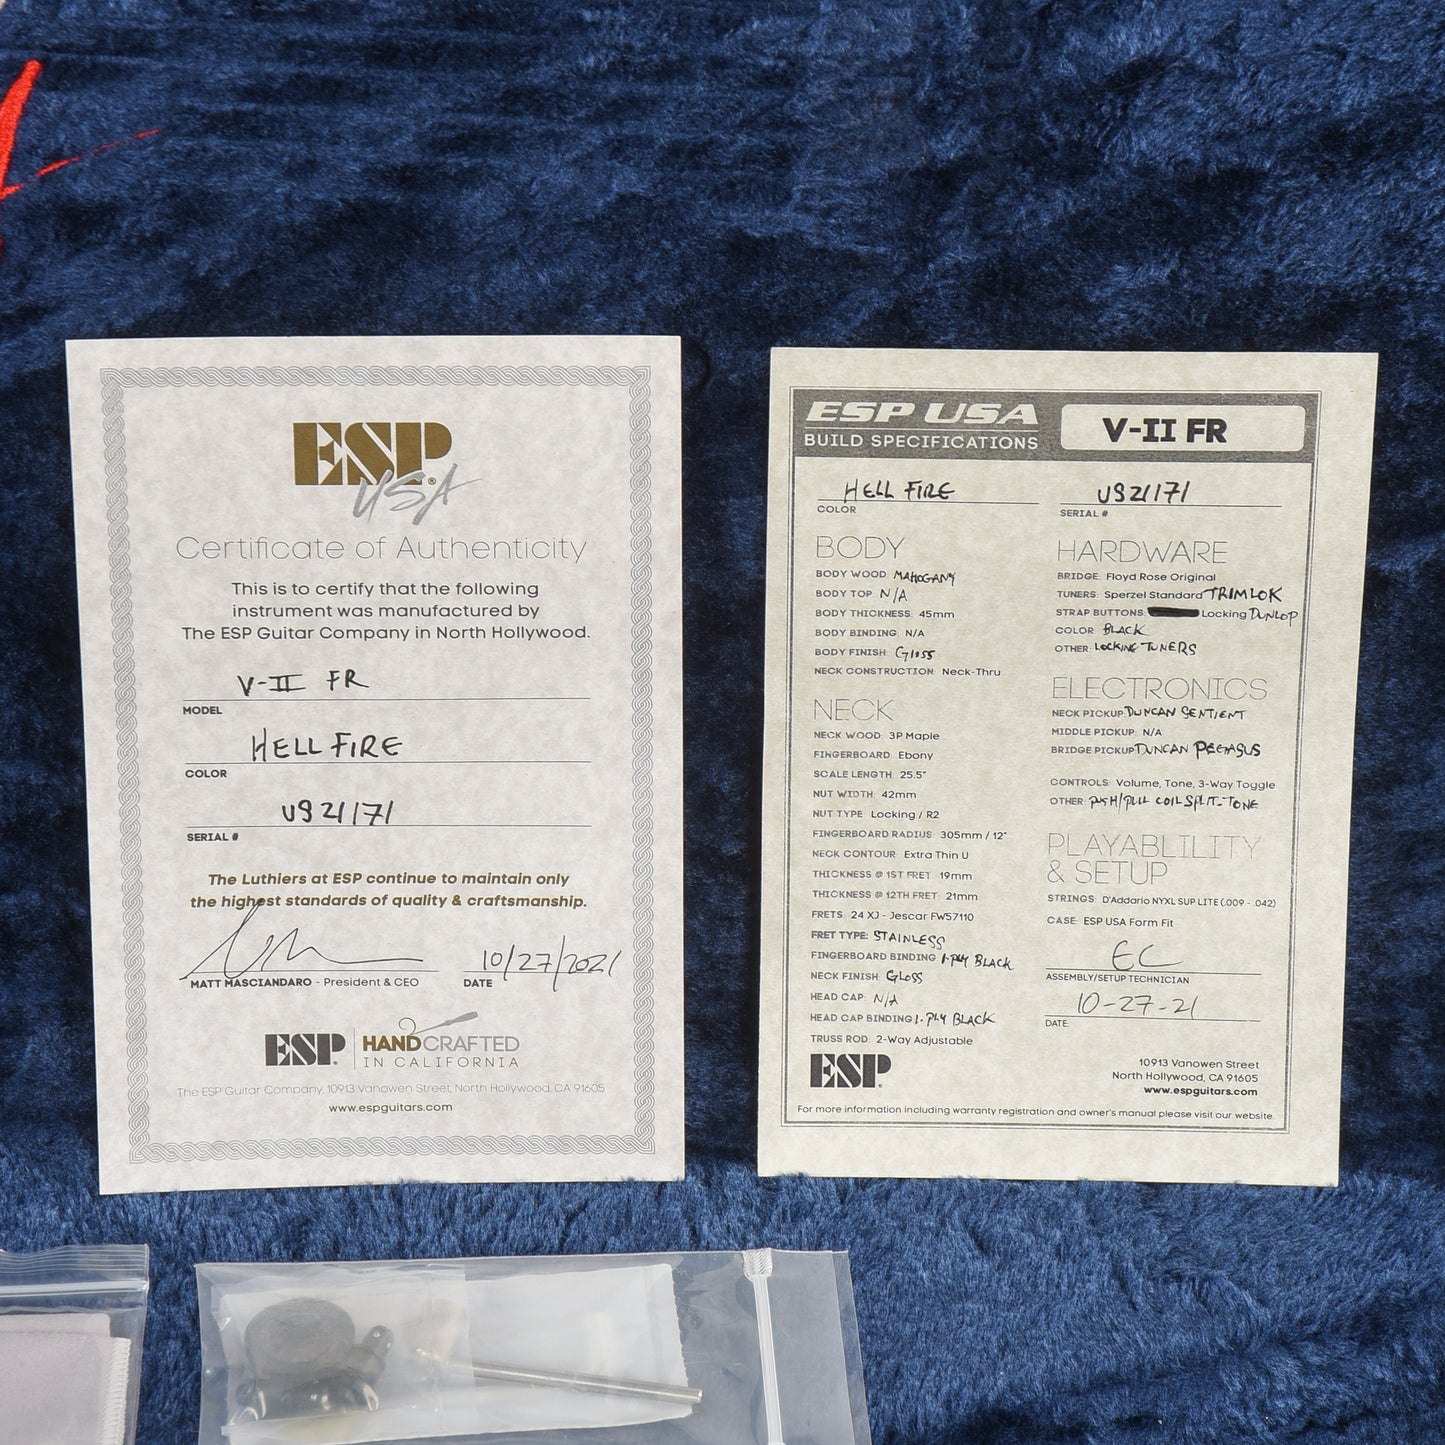 ESP®
USA
Certificate of Authenticity
This is to certify that the following
instrument was manufactured by
The ESP Guitar Company in North Hollywood.
V-II FR
MODEL
HELL FIRE
COLOR
US21171
SERIAL #
The Luthiers at ESP continue to maintain only
the highest standards of quality & craftsmanship.
10/27/2021
MATT MASCIANDARO - President & CEO
DATE
ESP®
HANDCRAFTED
IN CALIFORNIA
The ESP Guitar Company, 10913 Vanowen Street, North Hollywood, CA 91605
www.espguitars.com
ESP USA
BUILD SPECIFICATIONS
V-II FR
HELL FIRE
COLOR
US21171
SERIAL #
BODY
BODY WOOD: MAHOGANY
BODY TOP: N/A
BODY THICKNESS: 45mm
BODY BINDING: N/A
BODY FINISH: GLOSS
NECK CONSTRUCTION: Neck-Thru
NECK
NECK WOOD: 3P Maple
FINGERBOARD: Ebony
SCALE LENGTH: 25.5"
NUT WIDTH: 42mm
NUT TYPE: Locking / R2
FINGERBOARD RADIUS: 305mm / 12"
NECK CONTOUR: Extra Thin U
THICKNESS @ 1ST FRET: 19mm
THICKNESS @ 12TH FRET: 21mm
FRETS: 24 XJ - Jescar FW57110
FRET TYPE: STAINLESS
FINGERBOARD BINDING: 1-PLY BLACK
NECK FINISH: GLOSS
HEAD CAP: N/A
HEAD CAP BINDING: 1-PLY BLACK
TRUSS ROD: 2-Way Adjustable
HARDWARE
BRIDGE: Floyd Rose Original
TUNERS: Sperzel Standard TRIMLOK
STRAP BUTTONS: Locking DUNLOP
COLOR: BLACK
OTHER: LOCKING TUNERS
ELECTRONICS
NECK PICKUP: DUNCAN SENTIENT
MIDDLE PICKUP: N/A
BRIDGE PICKUP: DUNCAN PEGASUS
CONTROLS: Volume, Tone, 3-Way Toggle
OTHER: PUSH/PULL COIL SPLIT-TONE
PLAYABLILITY
& SETUP
STRINGS: D'Addario NYXL SUP LITE (.009 - .042)
CASE: ESP USA Form Fit
EC
ASSEMBLY/SETUP TECHNICIAN
10-27-21
DATE
ESP®
10913 Vanowen Street
North Hollywood, CA 91605
www.espguitars.com
For more information including warranty registration and owner's manual please visit our website.